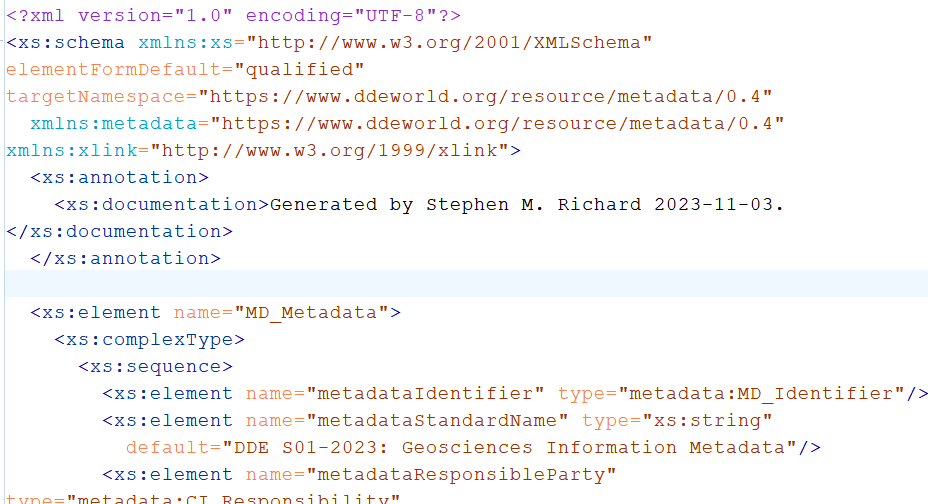 <?xml version="1.0" encoding="UTF-8"?>
<xs:schema xmlns:xs="http://www.w3.org/2001/XMLSchema"
elementFormDefault="qualified"
targetNamespace="https://www.ddeworld.org/resource/metadata/0.4"
xmlns:metadata="https://www.ddeworld.org/resource/metadata/0.4"
xmlns:xlink="http://www.w3.org/1999/xlink">
<xs:annotation>
<xs:documentation>Generated by Stephen M. Richard 2023-11-03.
</xs:documentation>
</xs:annotation>
<xs:element name="MD_Metadata">
<xs:complexType>
<xs:sequence>
<xs:element name="metadataIdentifier" type="metadata:MD_Identifier"/>
<xs:element name="metadataStandardName" type="xs:string"
default="DDE S01-2023: Geosciences Information Metadata"/>
<xs:element name="metadataResponsibleParty"
type="metadata:CI_Responsibility"